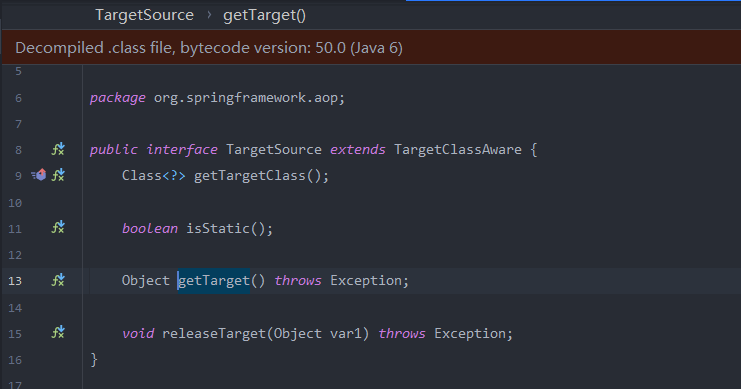 TargetSource › getTarget()
Decompiled .class file, bytecode version: 50.0 (Java 6)
5
6 package org.springframework.aop;
7
8 public interface TargetSource extends TargetClassAware {
9 Class<?> getTargetClass();
10
11 boolean isStatic();
12
13 Object getTarget() throws Exception;
14
15 void releaseTarget(Object var1) throws Exception;
16 }
17